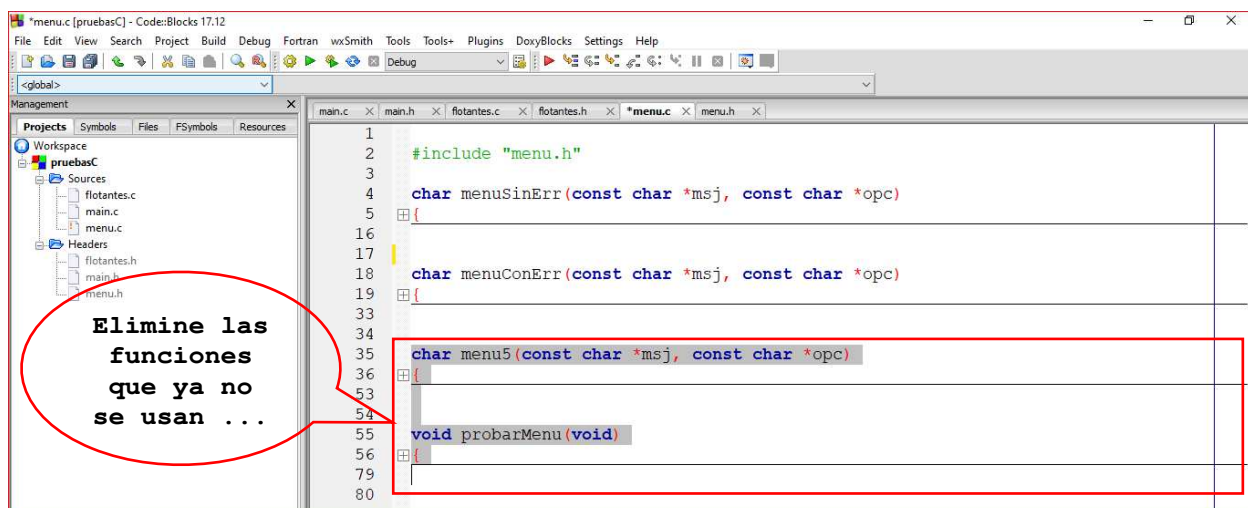 *menu.c [pruebasC] - Code::Blocks 17.12
File Edit View Search Project Build Debug Fortran wxSmith Tools Tools+ Plugins DoxyBlocks Settings Help
Debug
<global>
Management
main.c main.h flotantes.c flotantes.h *menu.c menu.h
Projects Symbols Files FSymbols Resources
Workspace
pruebasC
Sources
flotantes.c
main.c
menu.c
Headers
flotantes.h
main.h
menu.h
Elimine las
funciones
que ya no
se usan ...
1
2 #include "menu.h"
3
4 char menuSinErr(const char *msj, const char *opc)
5 {
16
17
18 char menuConErr(const char *msj, const char *opc)
19 {
33
34
35 char menu5(const char *msj, const char *opc)
36 {
53
54
55 void probarMenu(void)
56 {
79
80